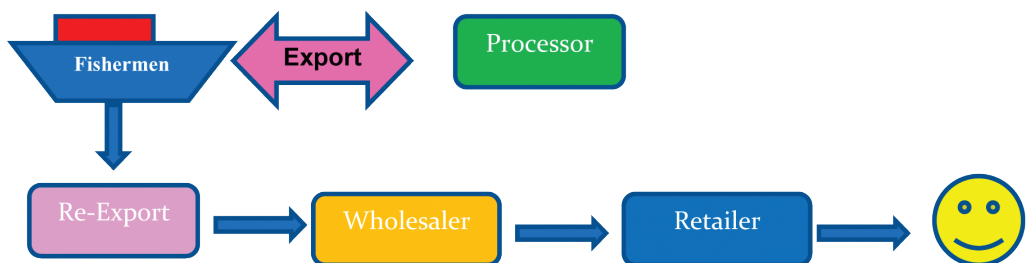 Fishermen
Export
Processor
Re-Export
Wholesaler
Retailer